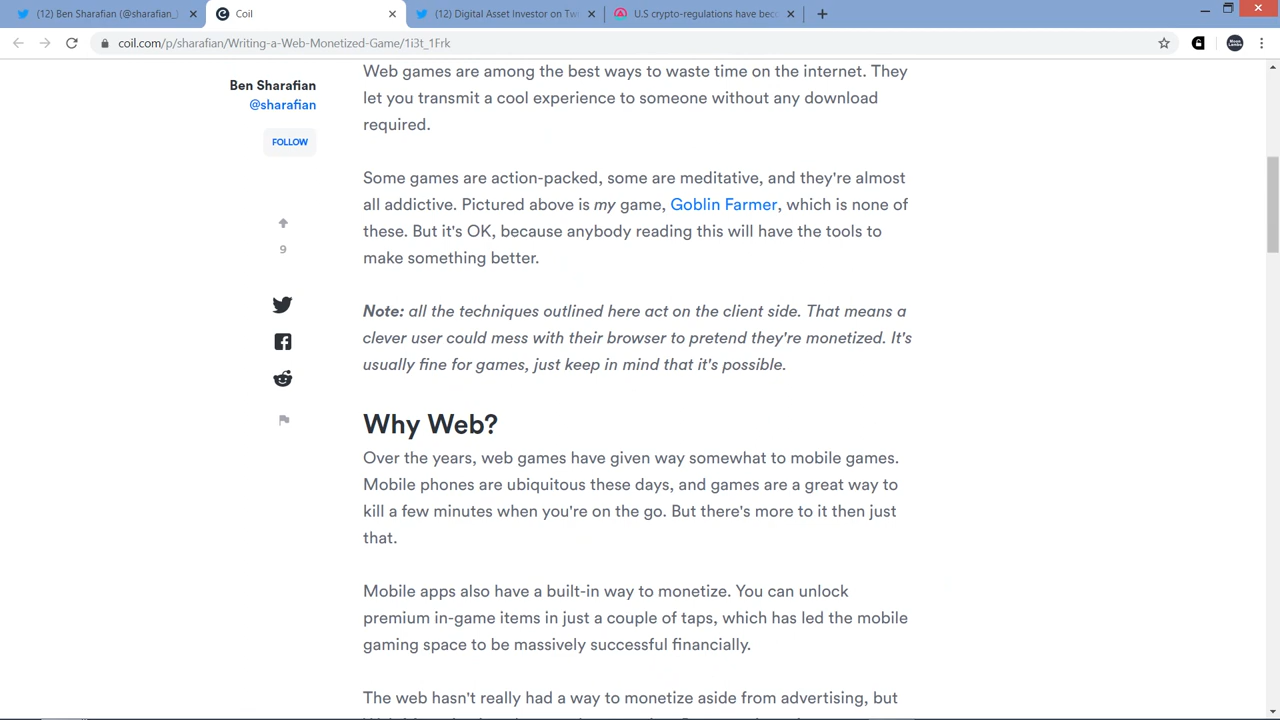 (12) Ben Sharafian (@sharafian_)
Coil
(12) Digital Asset Investor on Tw
U.S crypto-regulations have bec
coil.com/p/sharafian/Writing-a-Web-Monetized-Game/1i3t_1Frk
Ben Sharafian
@sharafian
FOLLOW
9
Web games are among the best ways to waste time on the internet. They
let you transmit a cool experience to someone without any download
required.
Some games are action-packed, some are meditative, and they're almost
all addictive. Pictured above is my game, Goblin Farmer, which is none of
these. But it's OK, because anybody reading this will have the tools to
make something better.
Note: all the techniques outlined here act on the client side. That means a
clever user could mess with their browser to pretend they're monetized. It's
usually fine for games, just keep in mind that it's possible.
Why Web?
Over the years, web games have given way somewhat to mobile games.
Mobile phones are ubiquitous these days, and games are a great way to
kill a few minutes when you're on the go. But there's more to it then just
that.
Mobile apps also have a built-in way to monetize. You can unlock
premium in-game items in just a couple of taps, which has led the mobile
gaming space to be massively successful financially.
The web hasn't really had a way to monetize aside from advertising, but